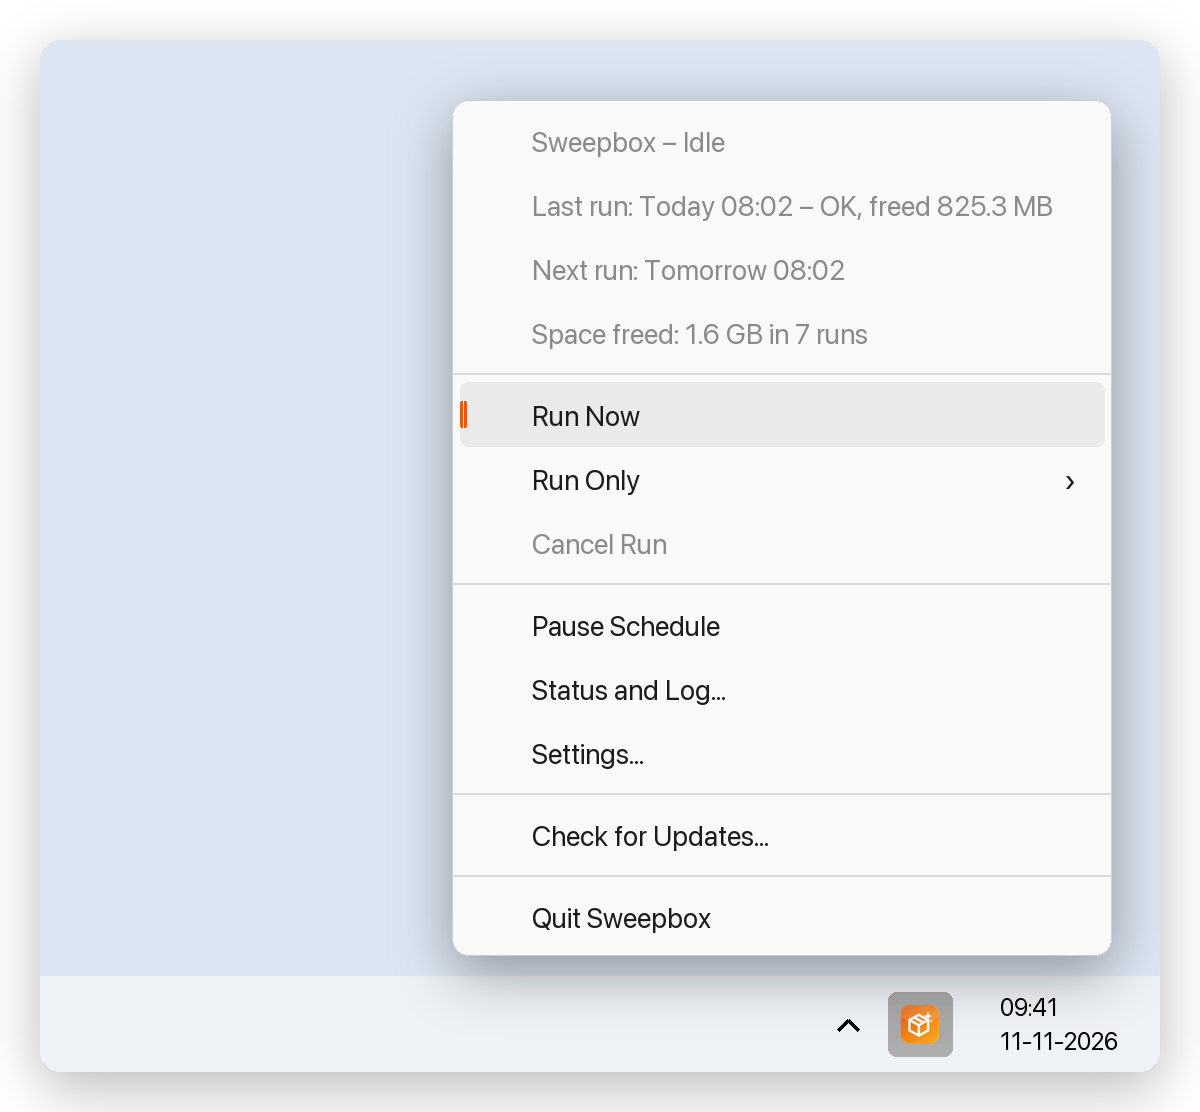 Sweepbox – Idle
Last run: Today 08:02 – OK, freed 825.3 MB
Next run: Tomorrow 08:02
Space freed: 1.6 GB in 7 runs
Run Now
Run Only
Cancel Run
Pause Schedule
Status and Log...
Settings...
Check for Updates...
Quit Sweepbox
09:41
11-11-2026